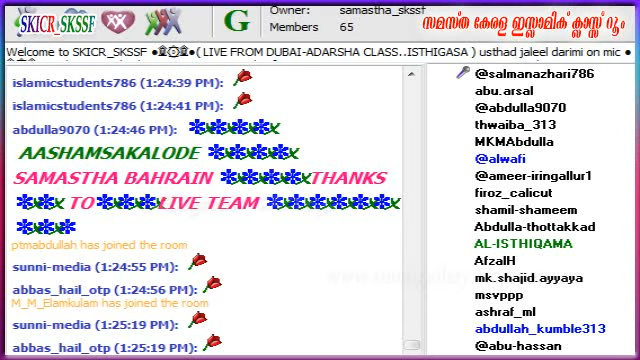 SKICR_SKSSF
G
Owner: samastha_skssf
Members 65
സമസ്ത കേരള ഇസ്ലാമിക് ക്ലാസ്സ് റൂം
Welcome to SKICR_SKSSF ( LIVE FROM DUBAI-ADARSHA CLASS..ISTHIGASA ) usthad jaleel darimi on mic
islamicstudents786 (1:24:39 PM):
islamicstudents786 (1:24:41 PM):
abdulla9070 (1:24:46 PM):
AASHAMSAKALODE
SAMASTHA BAHRAIN THANKS
TO LIVE TEAM
ptmabdullah has joined the room
sunni-media (1:24:55 PM):
abbas_hail_otp (1:24:56 PM):
M_M_Elamkulam has joined the room
sunni-media (1:25:19 PM):
abbas_hail_otp (1:25:19 PM):
@salmanazhari786
abu.arsal
@abdulla9070
thwaiba_313
MKMAbdulla
@alwafi
@ameer-iringallur1
firoz_calicut
shamil-shameem
Abdulla-thottakkad
AL-ISTHIQAMA
AfzalH
mk.shajid.ayyaya
msvppp
ashraf_ml
abdullah_kumble313
@abu-hassan